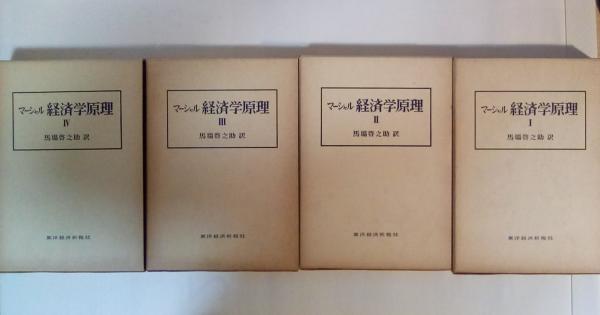 マーシャル 経済学原理
IV
馬場啓之助 訳
東洋経済新報社
マーシャル 経済学原理
III
馬場啓之助 訳
東洋経済新報社
マーシャル 経済学原理
II
馬場啓之助 訳
東洋経済新報社
マーシャル 経済学原理
I
馬場啓之助 訳
東洋経済新報社